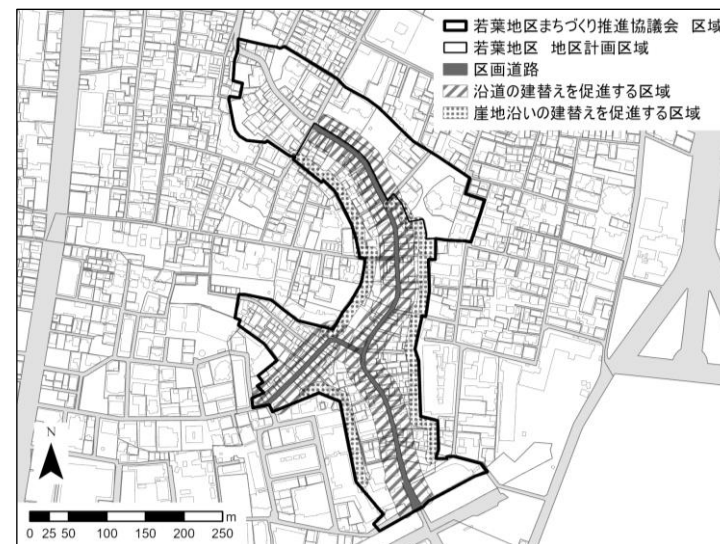 若葉地区まちづくり推進協議会 区域
若葉地区 地区計画区域
区画道路
沿道の建替えを促進する区域
崖地沿いの建替えを促進する区域
N
0 25 50 100 150 200 250 m